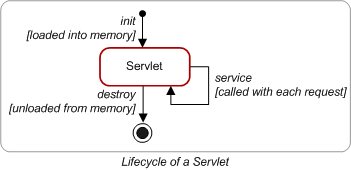 init
[loaded into memory]
Servlet
service
[called with each request]
destroy
[unloaded from memory]
Lifecycle of a Servlet